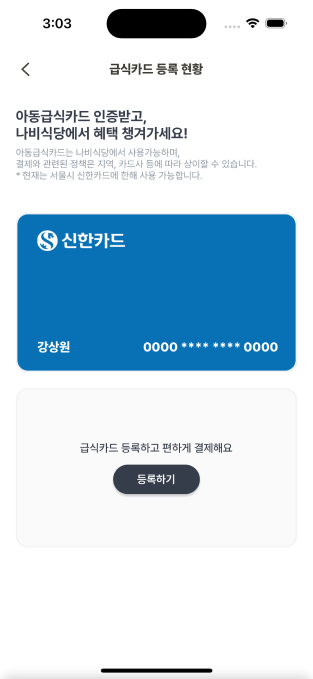 3:03
급식카드 등록 현황
아동급식카드 인증받고,
나비식당에서 혜택 챙겨가세요!
아동급식카드는 나비식당에서 사용가능하며,
결제와 관련된 정책은 지역, 카드사 등에 따라 상이할 수 있습니다.
* 현재는 서울시 신한카드에 한해 사용 가능합니다.
신한카드
강상원 0000 **** **** 0000
급식카드 등록하고 편하게 결제해요
등록하기